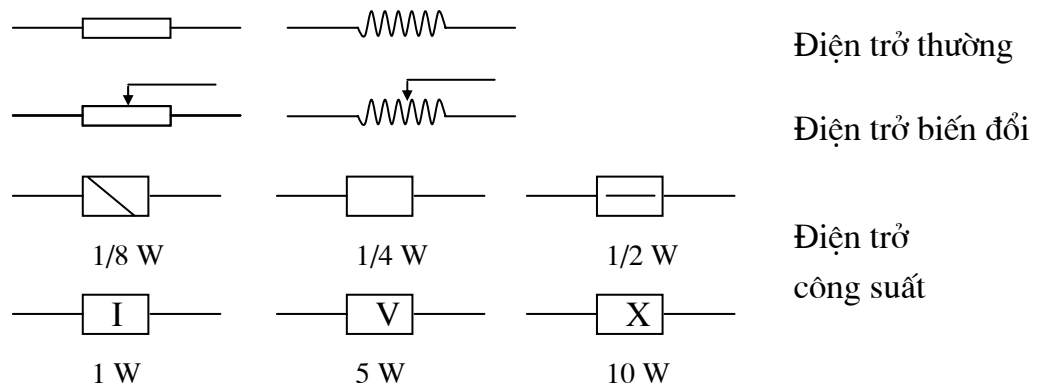 Điện trở thường
Điện trở biến đổi
1/8 W
1/4 W
1/2 W
Điện trở
công suất
I
V
X
1 W
5 W
10 W